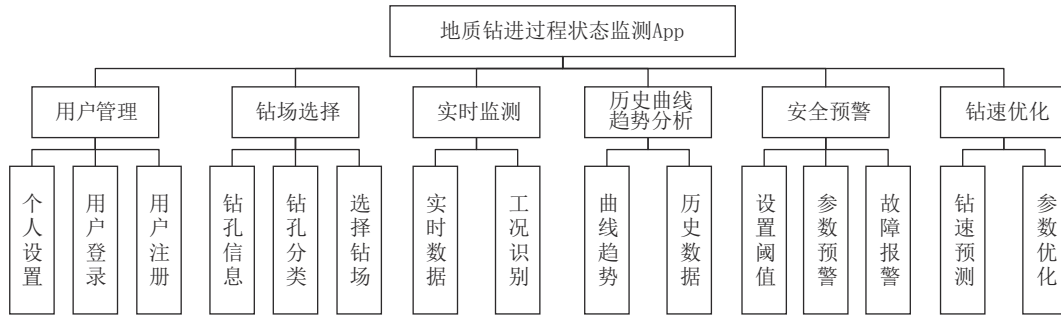 地质钻进过程状态监测App
用户管理
钻场选择
实时监测
历史曲线
趋势分析
安全预警
钻速优化
个人设置
用户登录
用户注册
钻孔信息
钻孔分类
选择钻场
实时数据
工况识别
曲线趋势
历史数据
设置阈值
参数预警
故障报警
钻速预测
参数优化